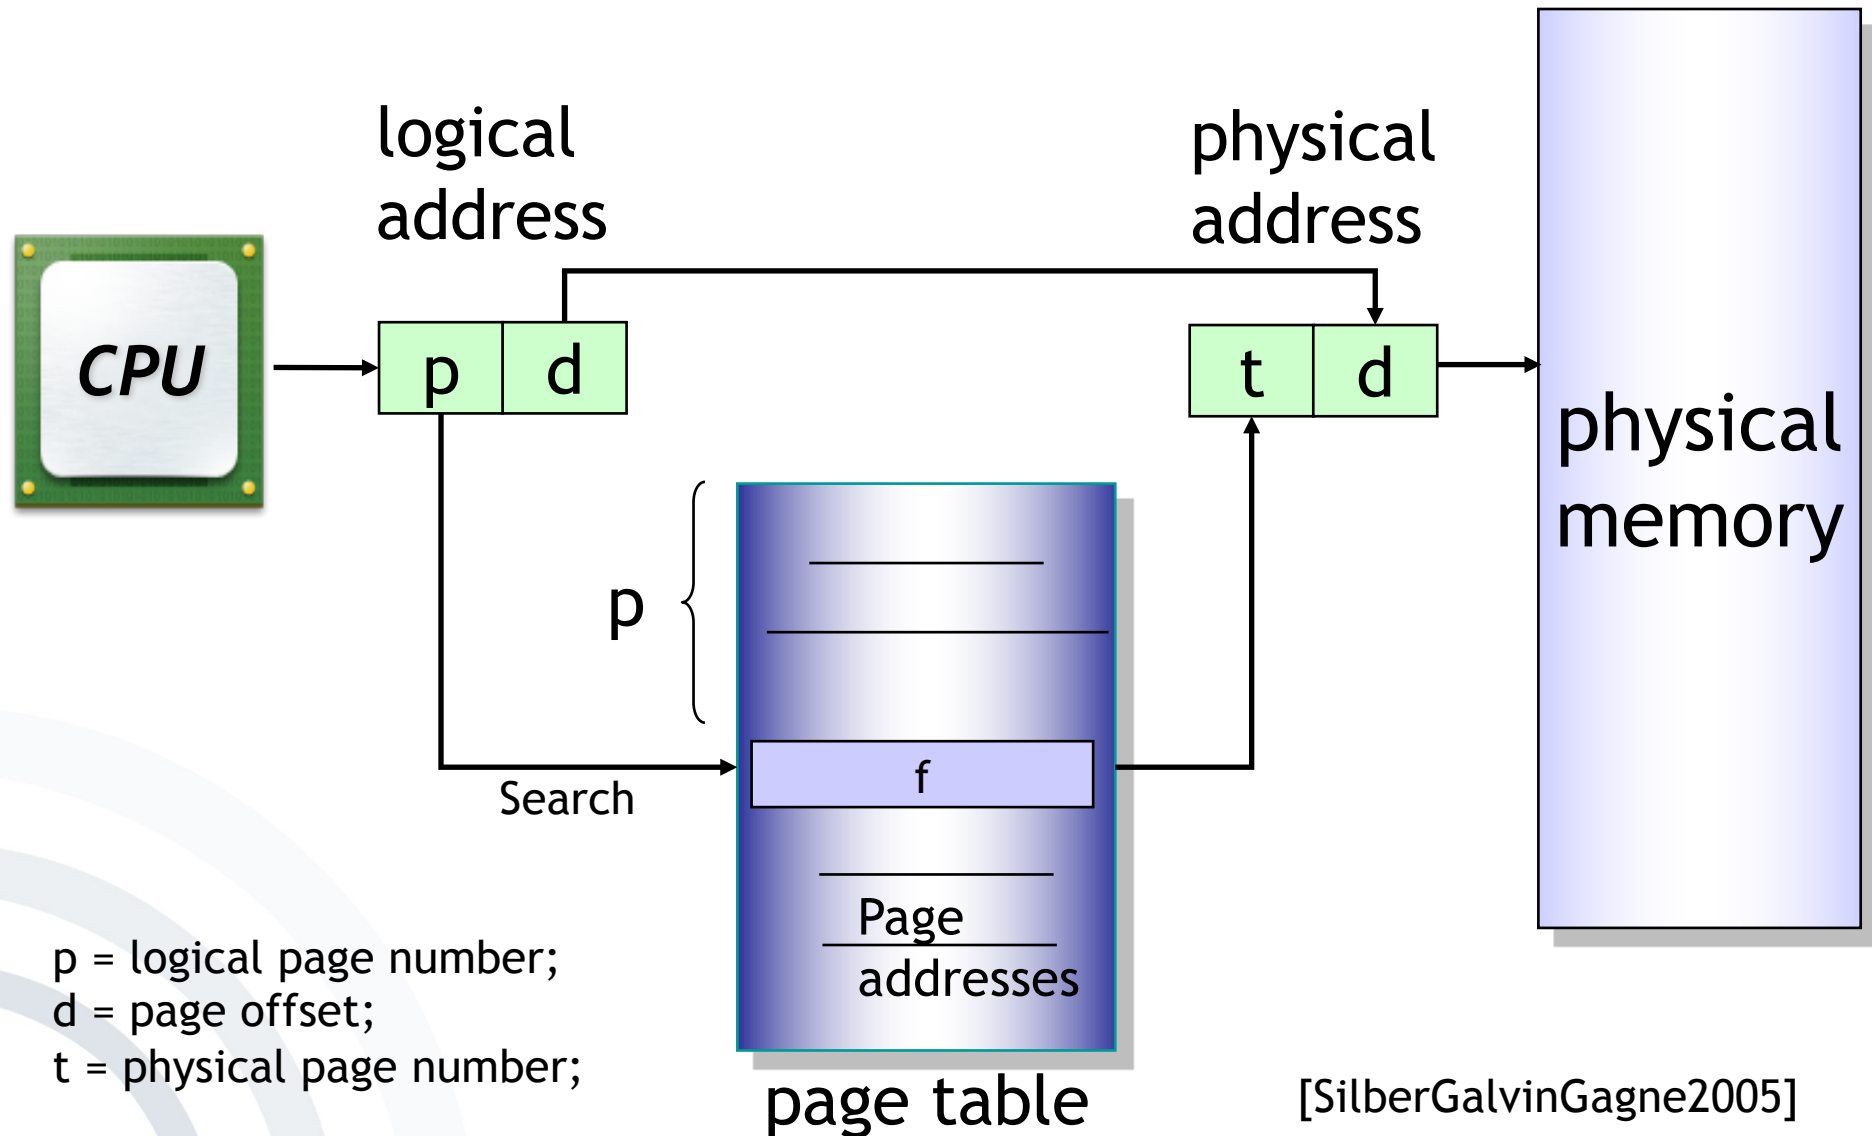 logical
address
physical
address
CPU
p
d
t
d
physical
memory
p
f
Search
Page
addresses
p = logical page number;
d = page offset;
t = physical page number;
page table
[SilberGalvinGagne2005]